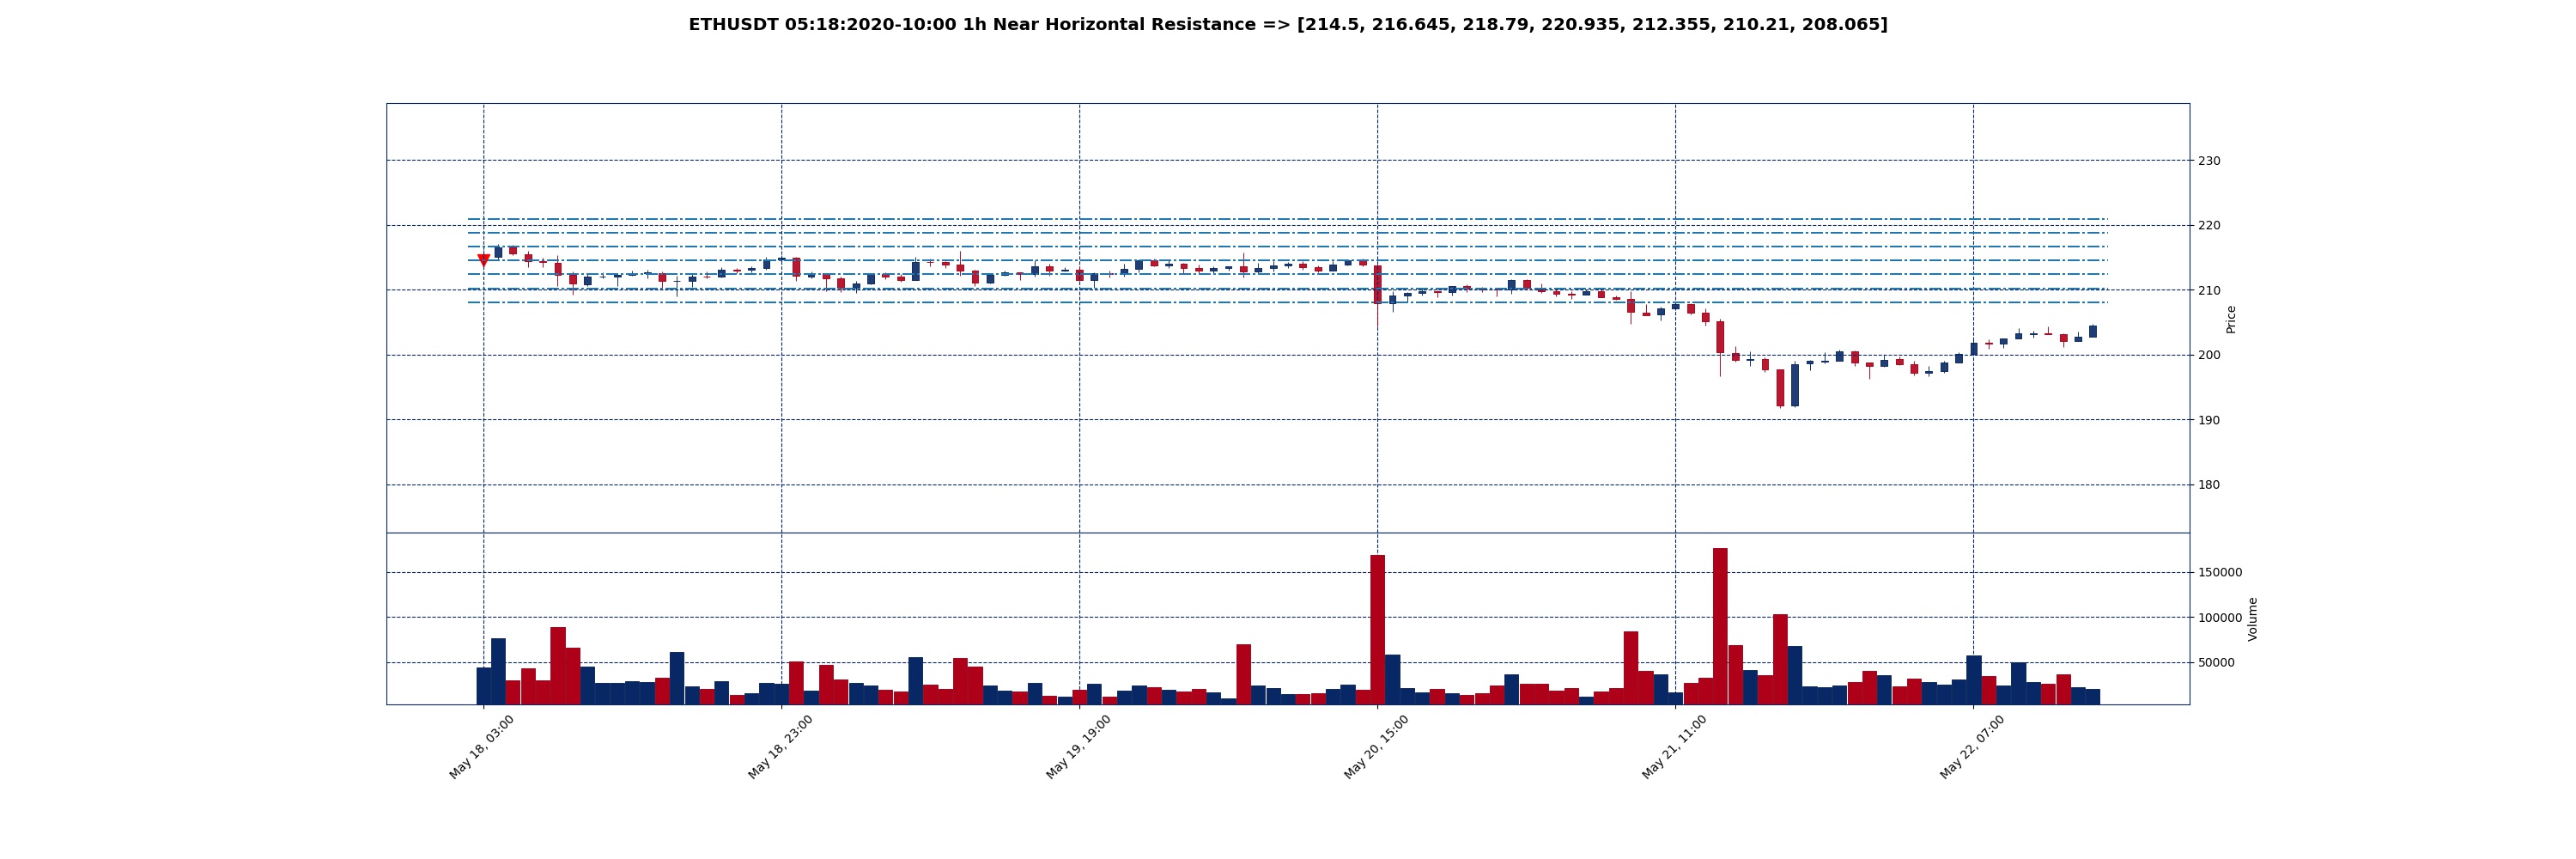 ETHUSDT 05:18:2020-10:00 1h Near Horizontal Resistance => [214.5, 216.645, 218.79, 220.935, 212.355, 210.21, 208.065]
230
220
210
200
190
180
Price
150000
100000
50000
Volume
May 18, 03:00
May 18, 23:00
May 19, 19:00
May 20, 15:00
May 21, 11:00
May 22, 07:00